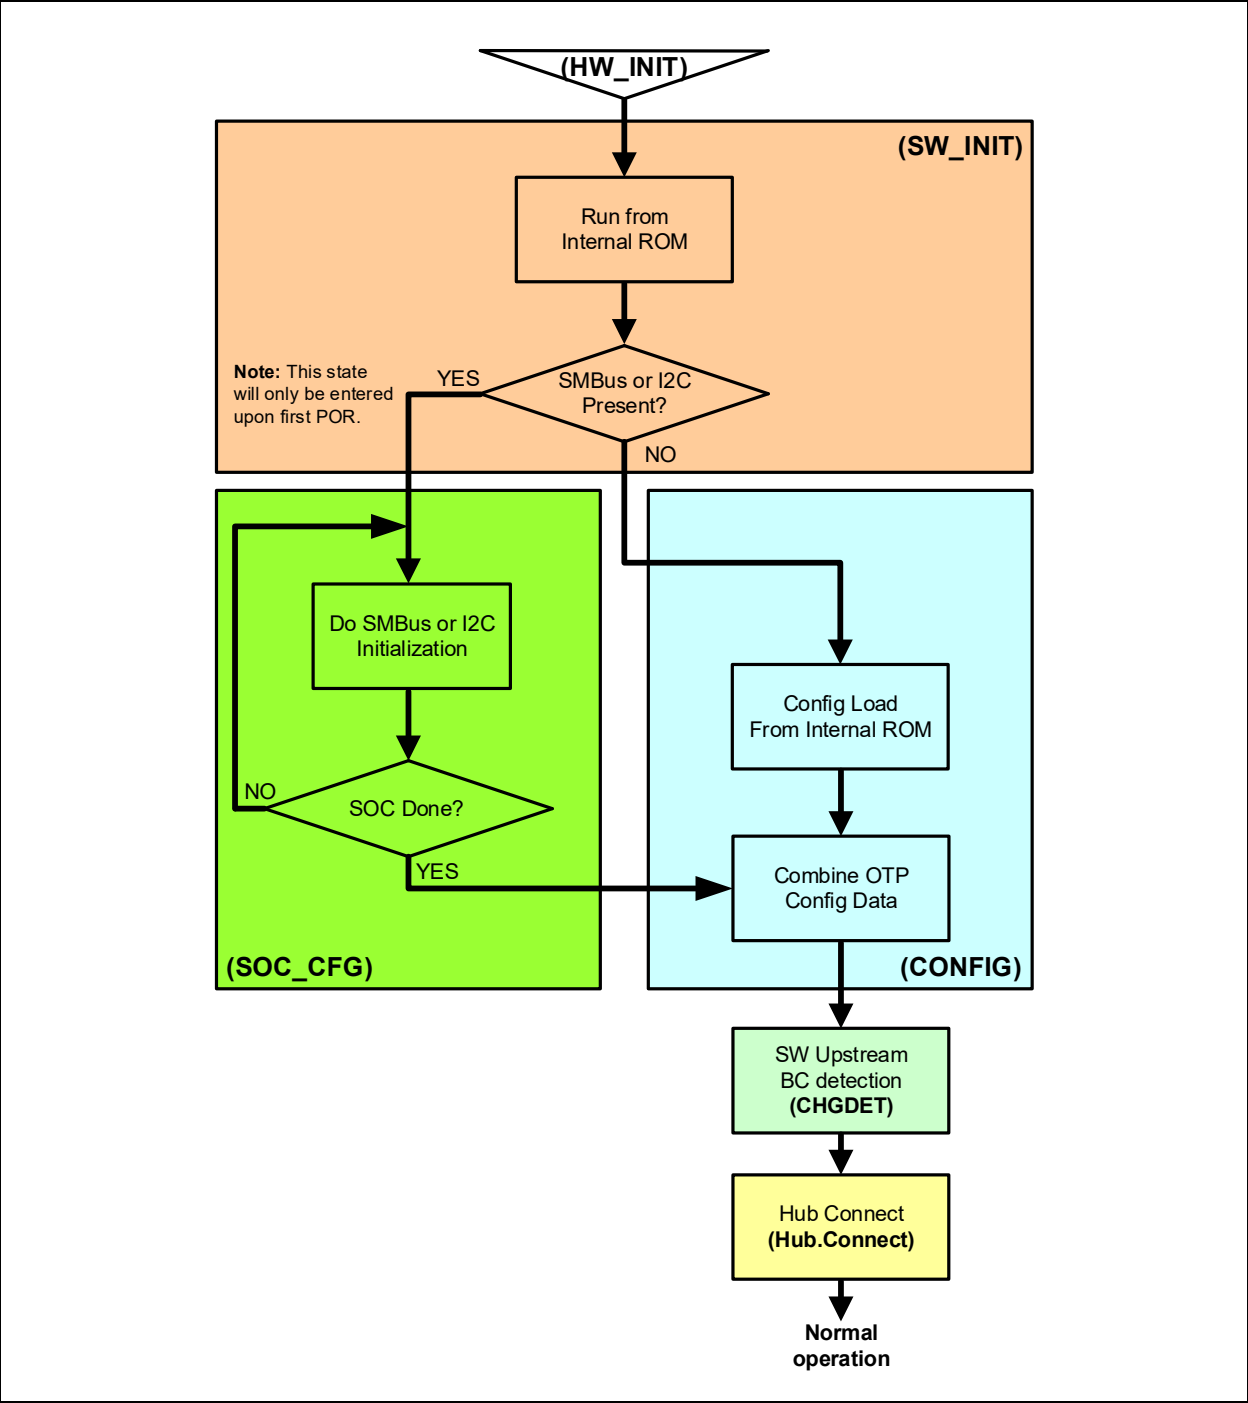 (HW_INIT)
(SW_INIT)
Run from
Internal ROM
Note: This state
will only be entered
upon first POR.
YES
SMBus or I2C
Present?
NO
Do SMBus or I2C
Initialization
NO
SOC Done?
YES
(SOC_CFG)
Config Load
From Internal ROM
Combine OTP
Config Data
(CONFIG)
SW Upstream
BC detection
(CHGDET)
Hub Connect
(Hub.Connect)
Normal
operation